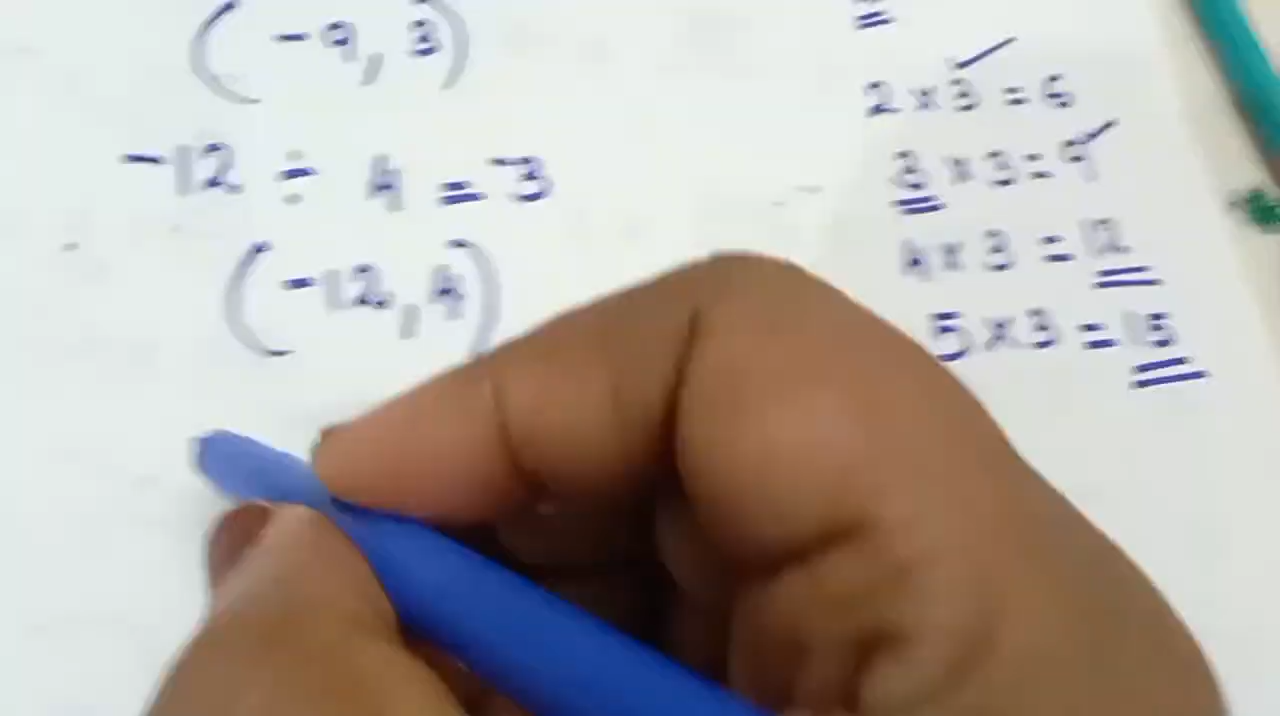 (-9, 3)
-12 ÷ 4 = -3
(-12, 4)
2 × 3 = 6
3 × 3 = 9
4 × 3 = 12
5 × 3 = 15